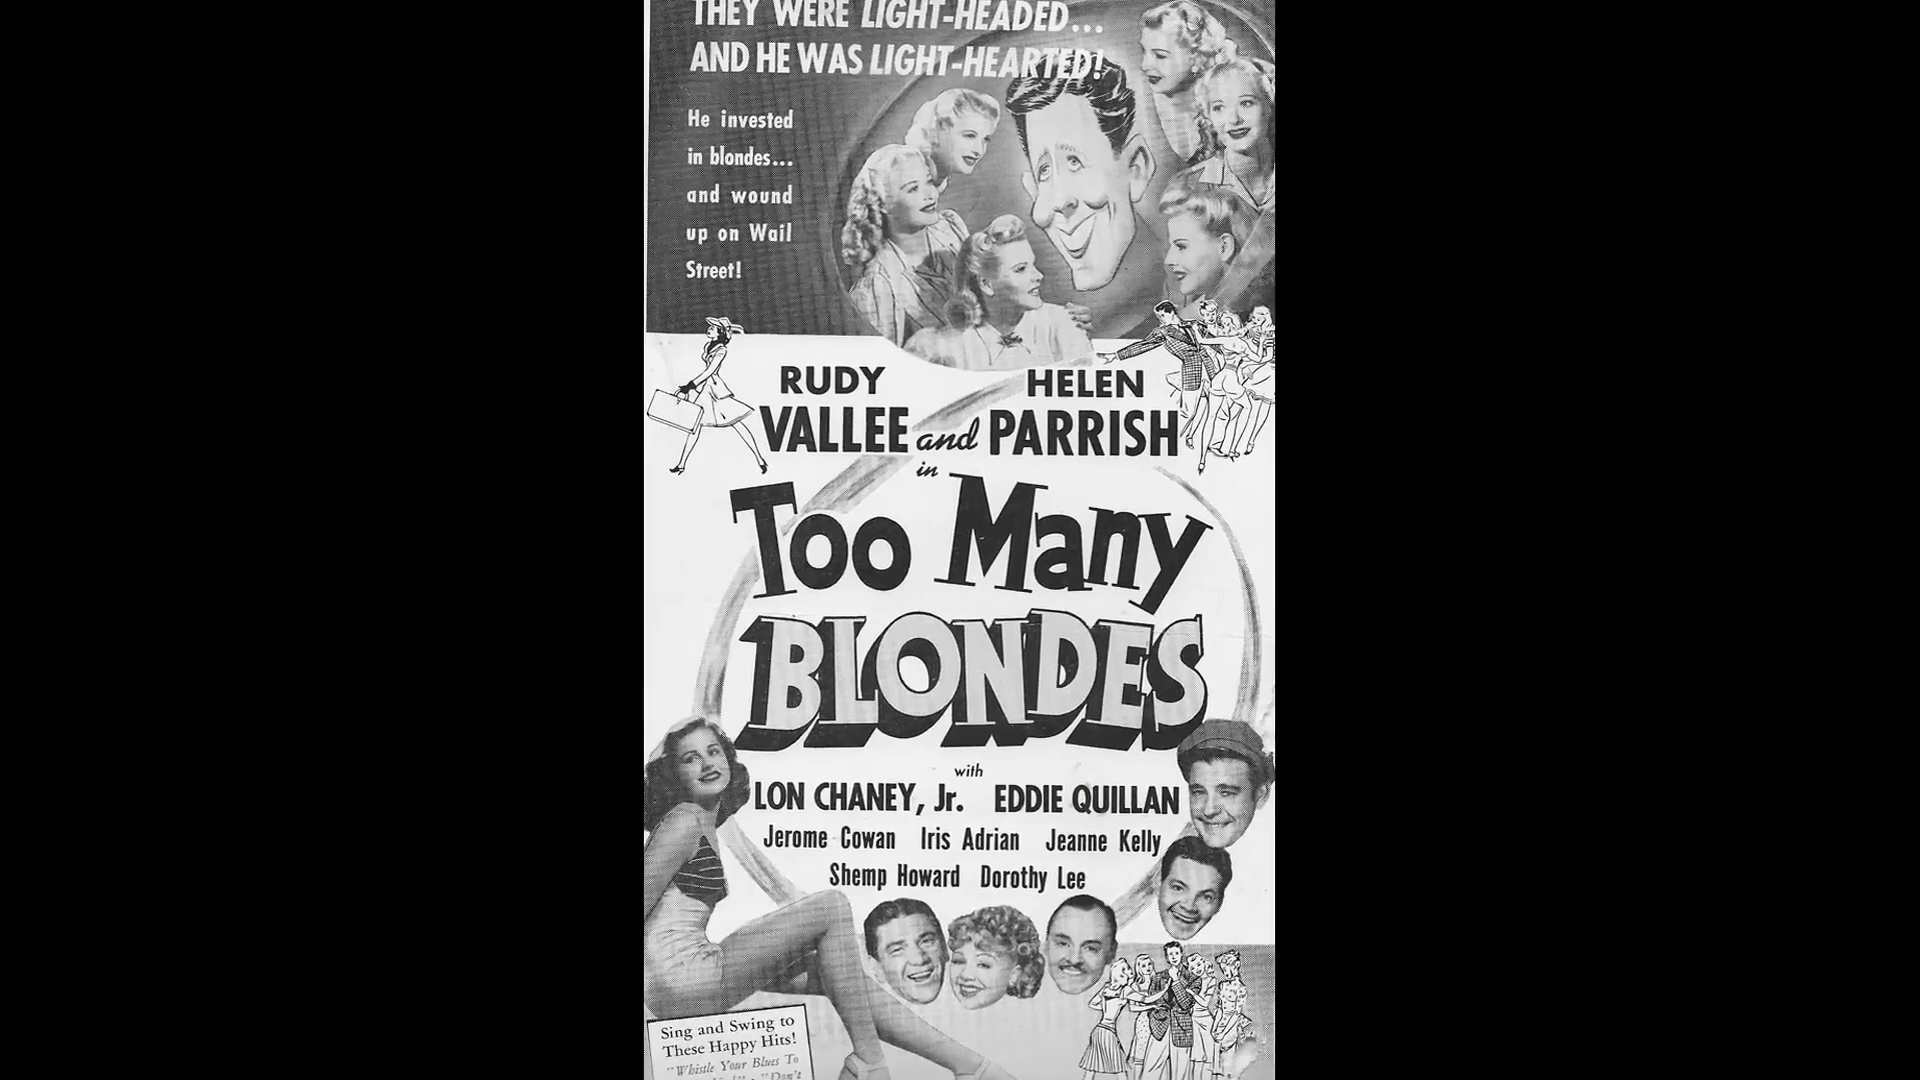 THEY WERE LIGHT-HEADED...
AND HE WAS LIGHT-HEARTED!
He invested
in blondes...
and wound
up on Wail
Street!
RUDY VALLEE and HELEN PARRISH
in
Too Many
BLONDES
with
LON CHANEY, Jr. EDDIE QUILLAN
Jerome Cowan Iris Adrian Jeanne Kelly
Shemp Howard Dorothy Lee
Sing and Swing to
These Happy Hits!
"Whistle Your Blues To
"Don't